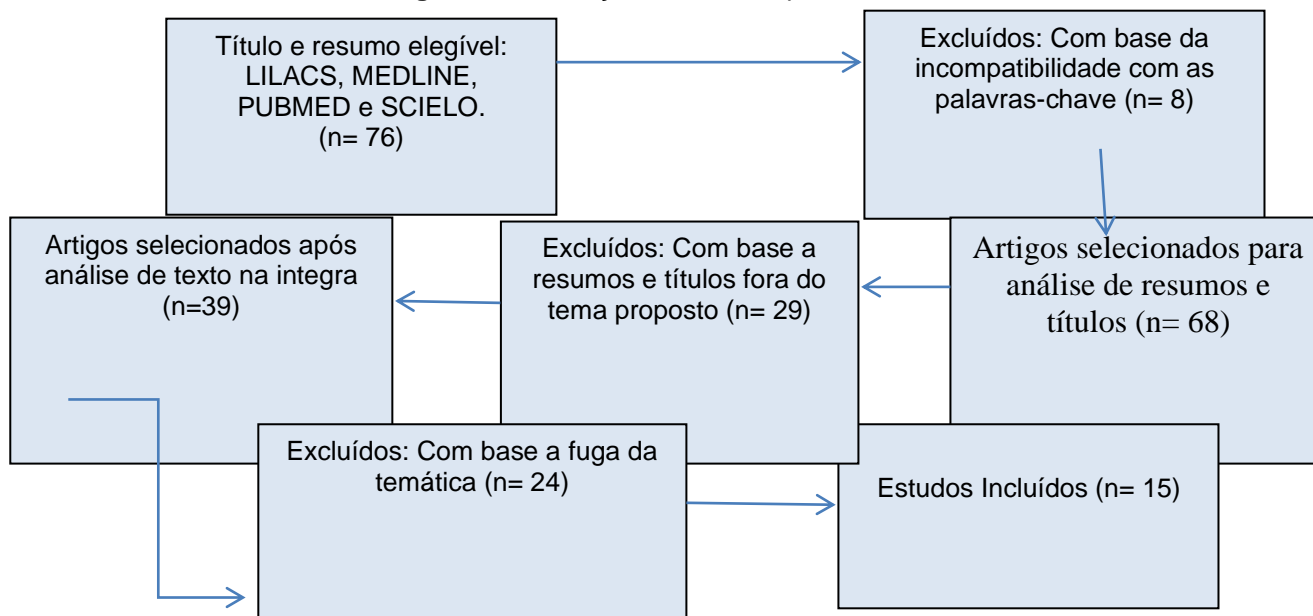 Título e resumo elegível:
LILACS, MEDLINE,
PUBMED e SCIELO.
(n= 76)
Excluídos: Com base da
incompatibilidade com as
palavras-chave (n= 8)
Artigos selecionados para
análise de resumos e
títulos (n= 68)
Excluídos: Com base a
resumos e títulos fora do
tema proposto (n= 29)
Artigos selecionados após
análise de texto na integra
(n=39)
Excluídos: Com base a fuga da
temática (n= 24)
Estudos Incluídos (n= 15)